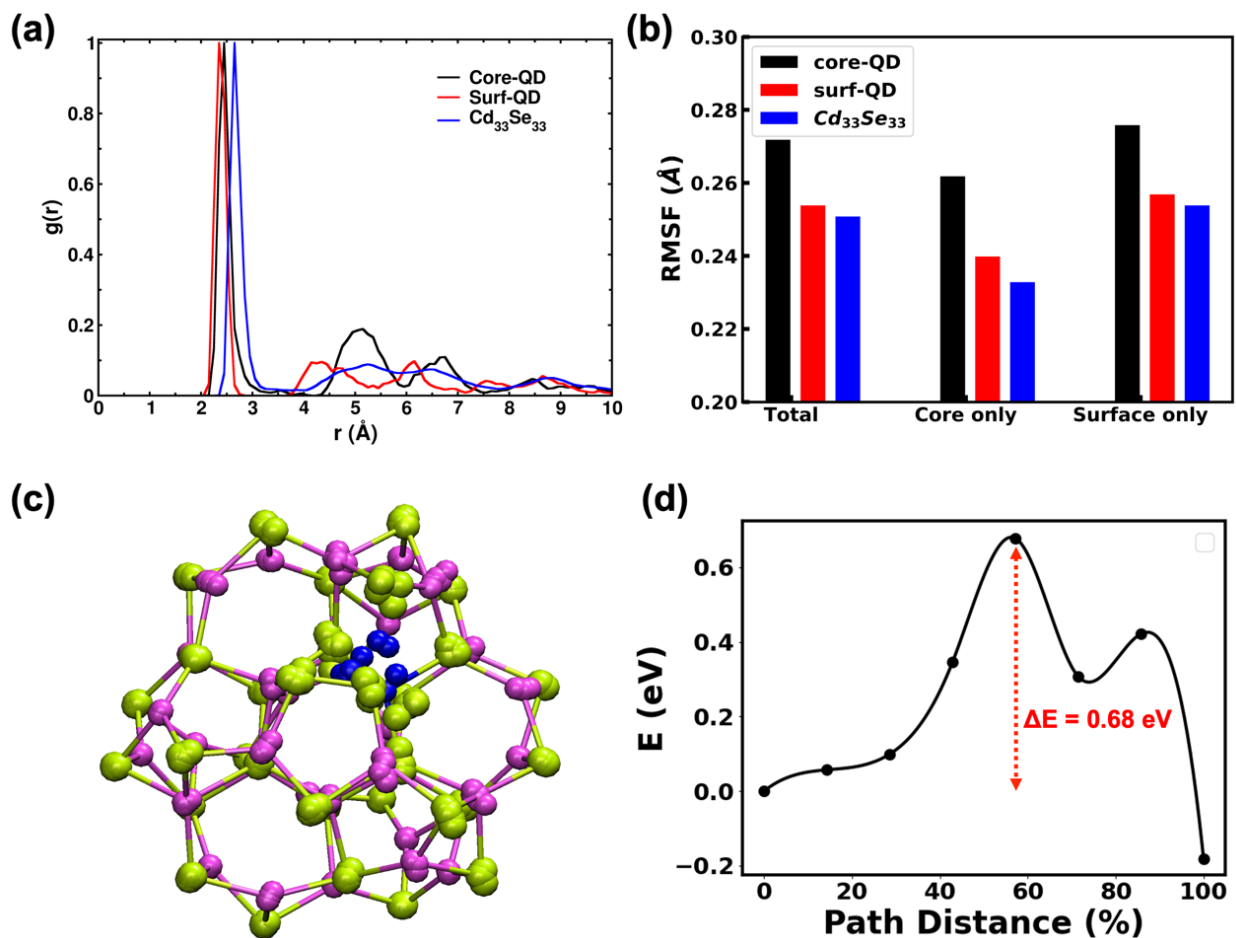 (a)
1
0.8
0.6
0.4
0.2
0
g(r)
Core-QD
Surf-QD
Cd₃₃Se₃₃
0 1 2 3 4 5 6 7 8 9 10
r (Å)
(b)
0.30
0.28
0.26
0.24
0.22
0.20
RMSF (Å)
core-QD
surf-QD
Cd₃₃Se₃₃
Total Core only Surface only
(c)
(d)
0.6
0.4
0.2
0.0
−0.2
E (eV)
ΔE = 0.68 eV
0 20 40 60 80 100
Path Distance (%)